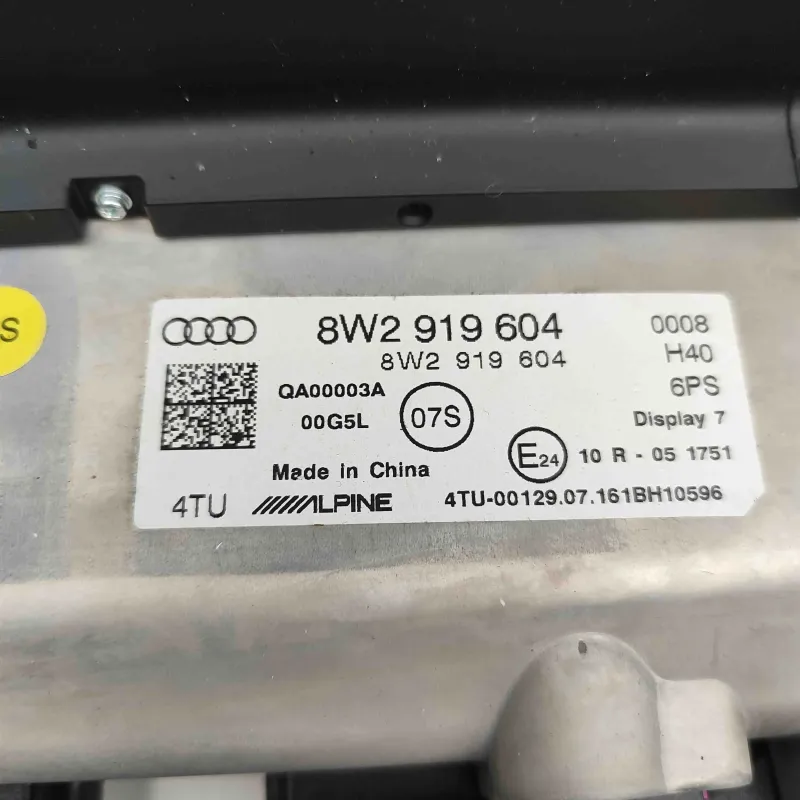 S
8W2 919 604
0008
8W2 919 604
H40
QA00003A
6PS
00G5L
07S
Display 7
E24
10 R - 05 1751
Made in China
4TU
ALPINE
4TU-00129.07.161BH10596